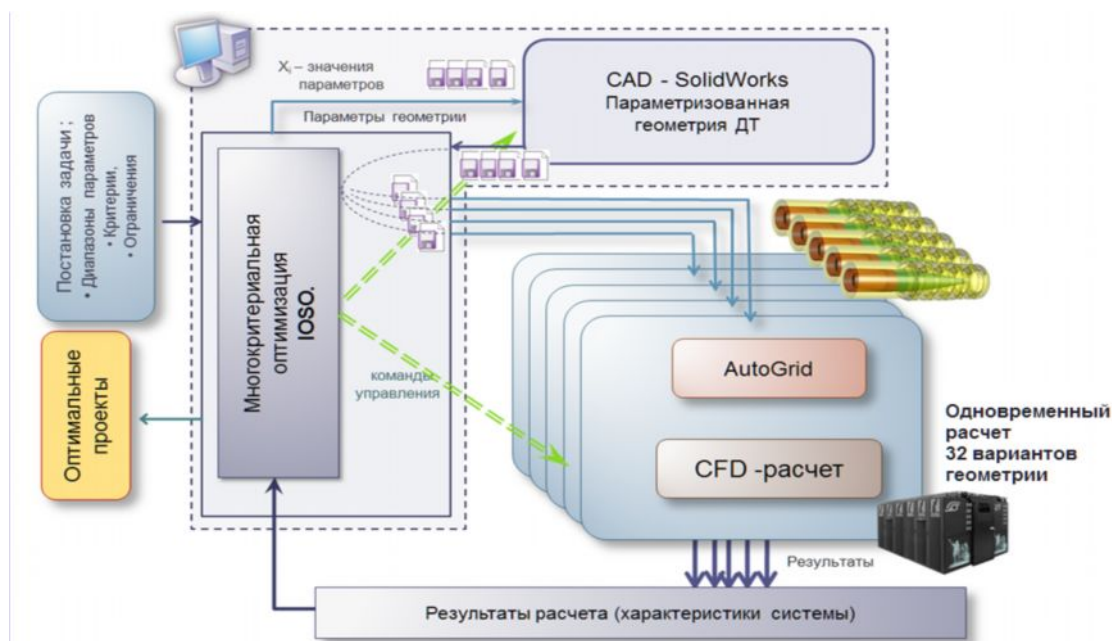 Xᵢ – значения
параметров
Параметры геометрии
CAD - SolidWorks
Параметризованная
геометрия ДТ
Постановка задачи ;
• Диапазоны параметров
• Критерии,
• Ограничения
Многокритериальная
оптимизация
IOSO.
Оптимальные
проекты
команды
управления
AutoGrid
CFD -расчет
Одновременный
расчет
32 вариантов
геометрии
Результаты
Результаты расчета (характеристики системы)